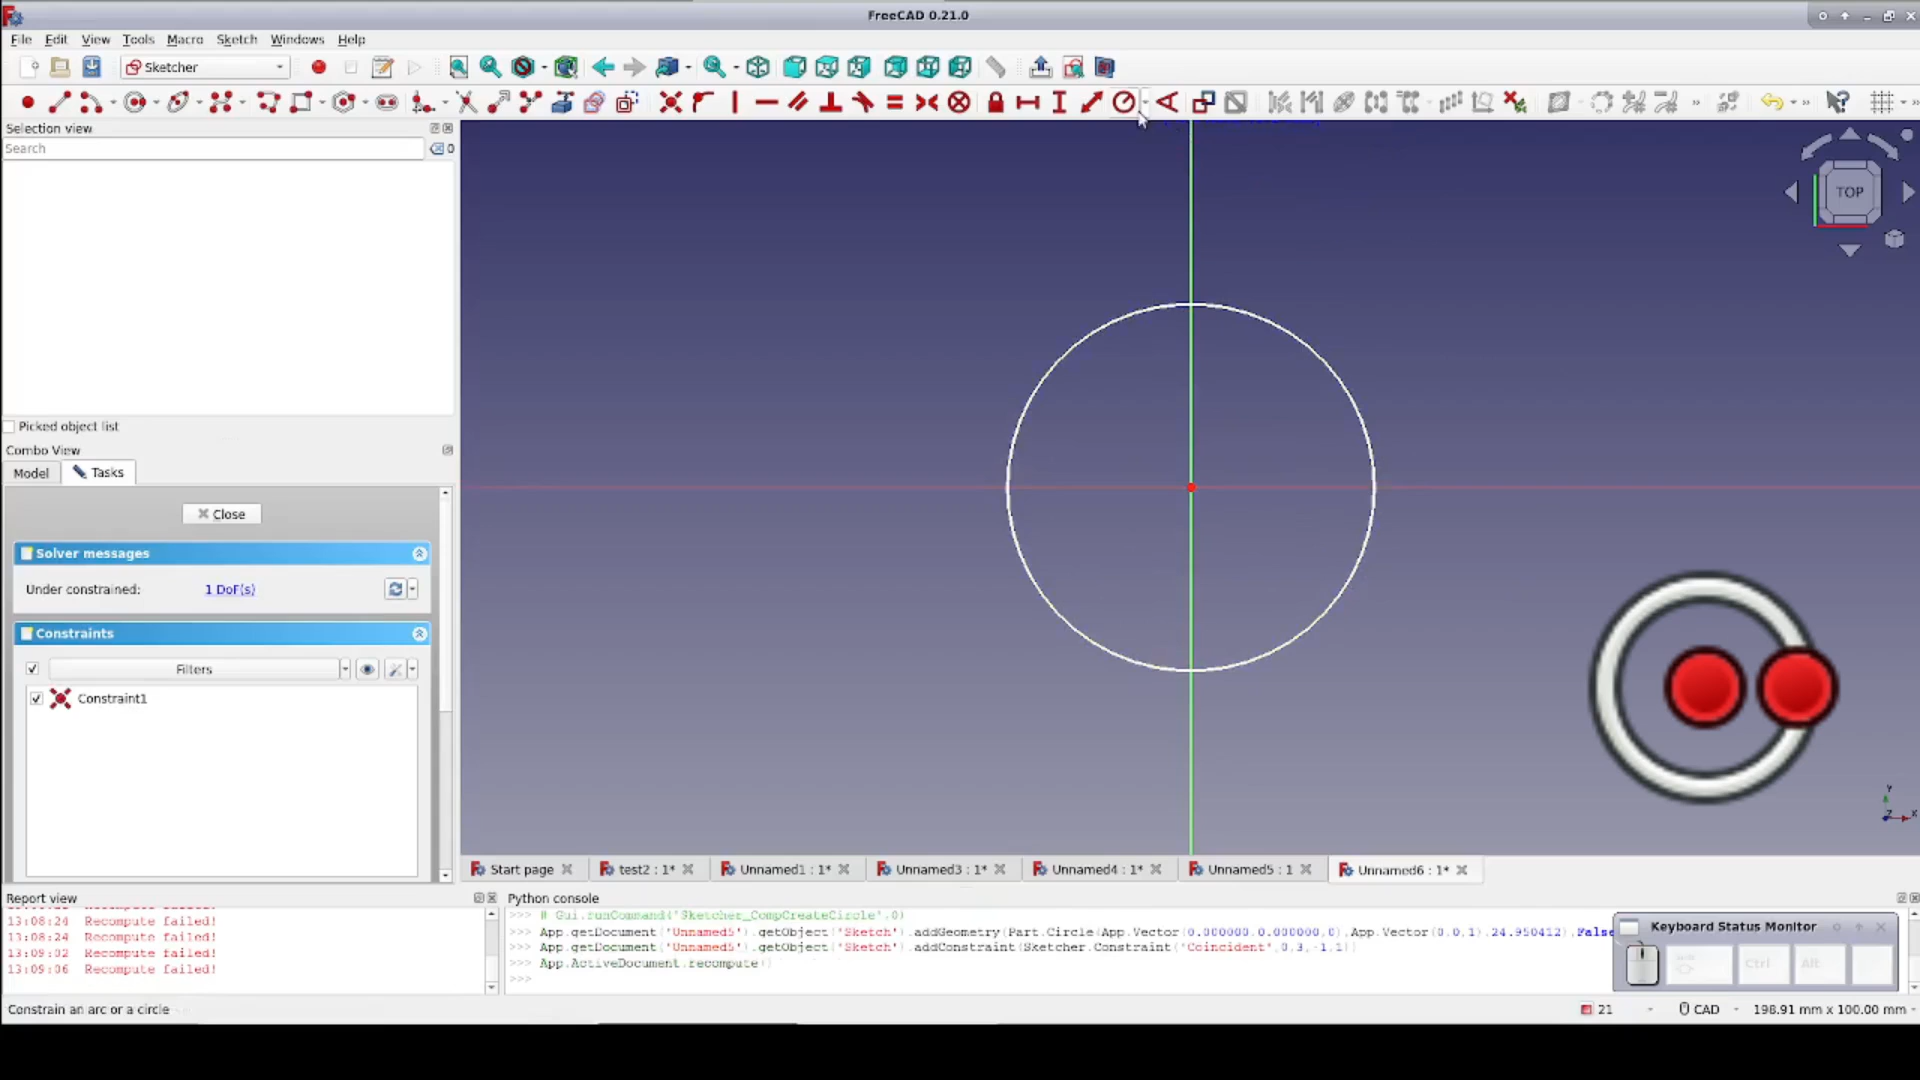 FreeCAD 0.21.0
File Edit View Tools Macro Sketch Windows Help
Sketcher
Selection view
Search
0
TOP
Picked object list
Combo View
Model Tasks
Close
Solver messages
Under constrained: 1 DoF(s)
Constraints
Filters
Constraint1
Y
Z
X
Start page test2 : 1* Unnamed1 : 1* Unnamed3 : 1* Unnamed4 : 1* Unnamed5 : 1 Unnamed6 : 1*
Report view
13:08:24 Recompute failed!
13:08:24 Recompute failed!
13:09:02 Recompute failed!
13:09:06 Recompute failed!
Python console
>>> # Gui.runCommand('Sketcher_CompCreateCircle',0)
>>> App.getDocument('Unnamed5').getObject('Sketch').addGeometry(Part.Circle(App.Vector(0.000000,0.000000,0),App.Vector(0,0,1),24.950412),False
>>> App.getDocument('Unnamed5').getObject('Sketch').addConstraint(Sketcher.Constraint('Coincident',0,3,-1,1))
>>> App.ActiveDocument.recompute()
>>>
Keyboard Status Monitor
Ctrl Alt
Constrain an arc or a circle
21 CAD 198.91 mm x 100.00 mm